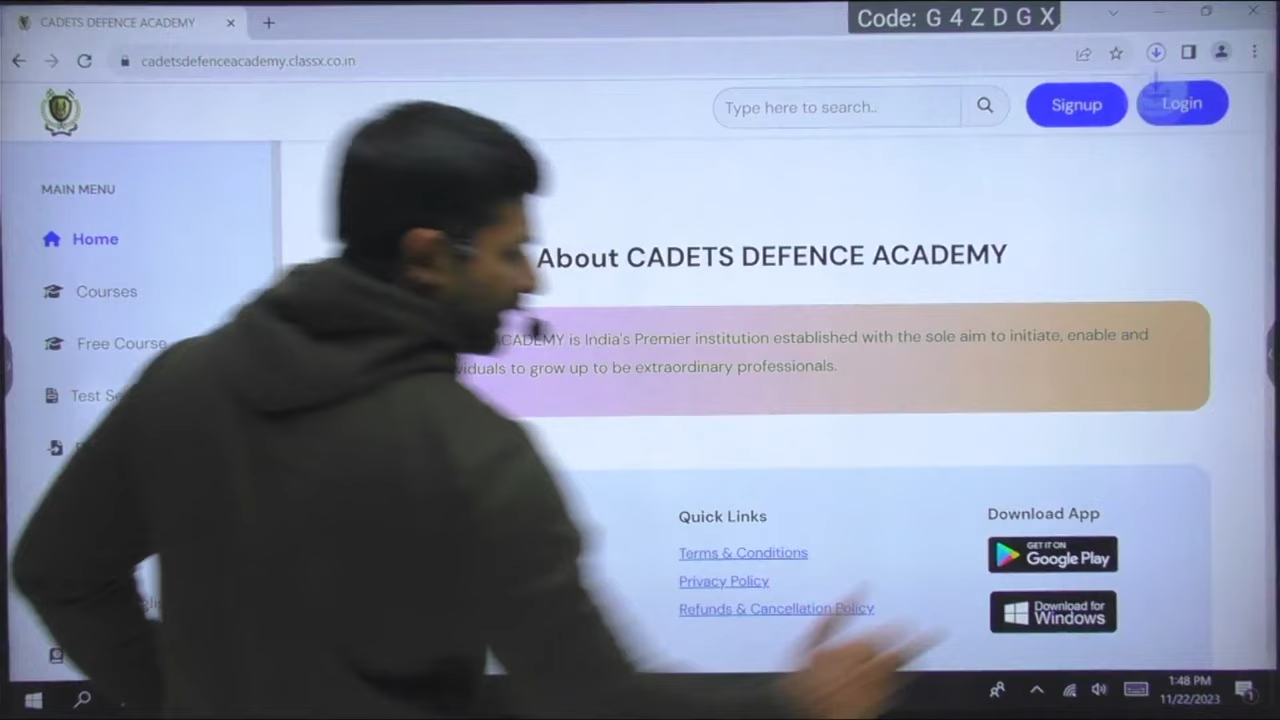 CADETS DEFENCE ACADEMY
Code: G 4 Z D G X
cadetsdefenceacademy.classx.co.in
Type here to search..
Signup
Login
MAIN MENU
Home
Courses
Free Course
Test Se
About CADETS DEFENCE ACADEMY
ACADEMY is India's Premier institution established with the sole aim to initiate, enable and
viduals to grow up to be extraordinary professionals.
Quick Links
Terms & Conditions
Privacy Policy
Refunds & Cancellation Policy
Download App
GET IT ON
Google Play
Download for
Windows
1:48 PM
11/22/2023